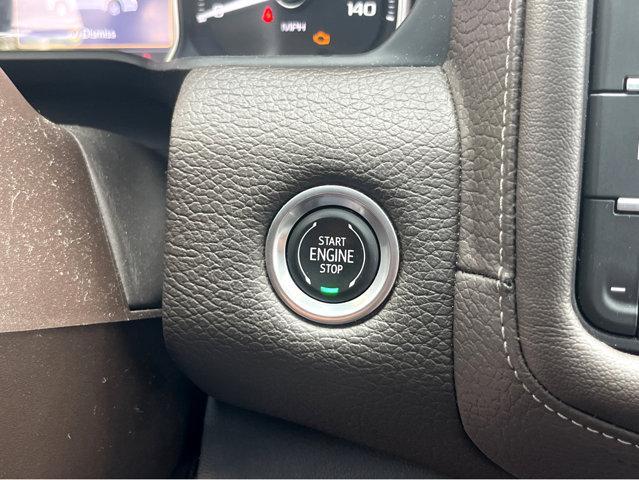 Dismiss
MPH
140
START
ENGINE
STOP